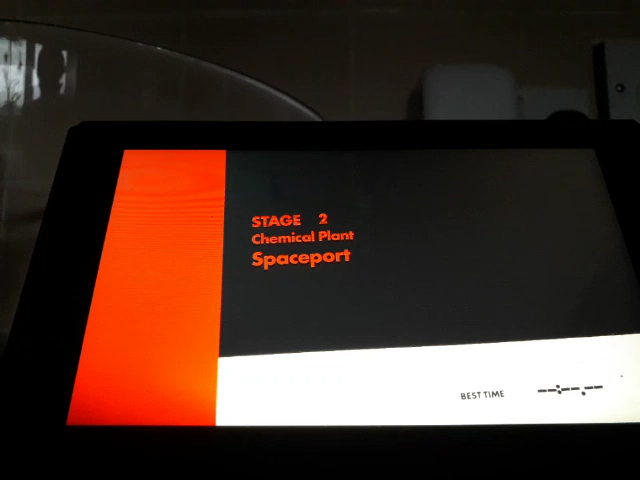 STAGE 2
Chemical Plant
Spaceport
BEST TIME --:--.--